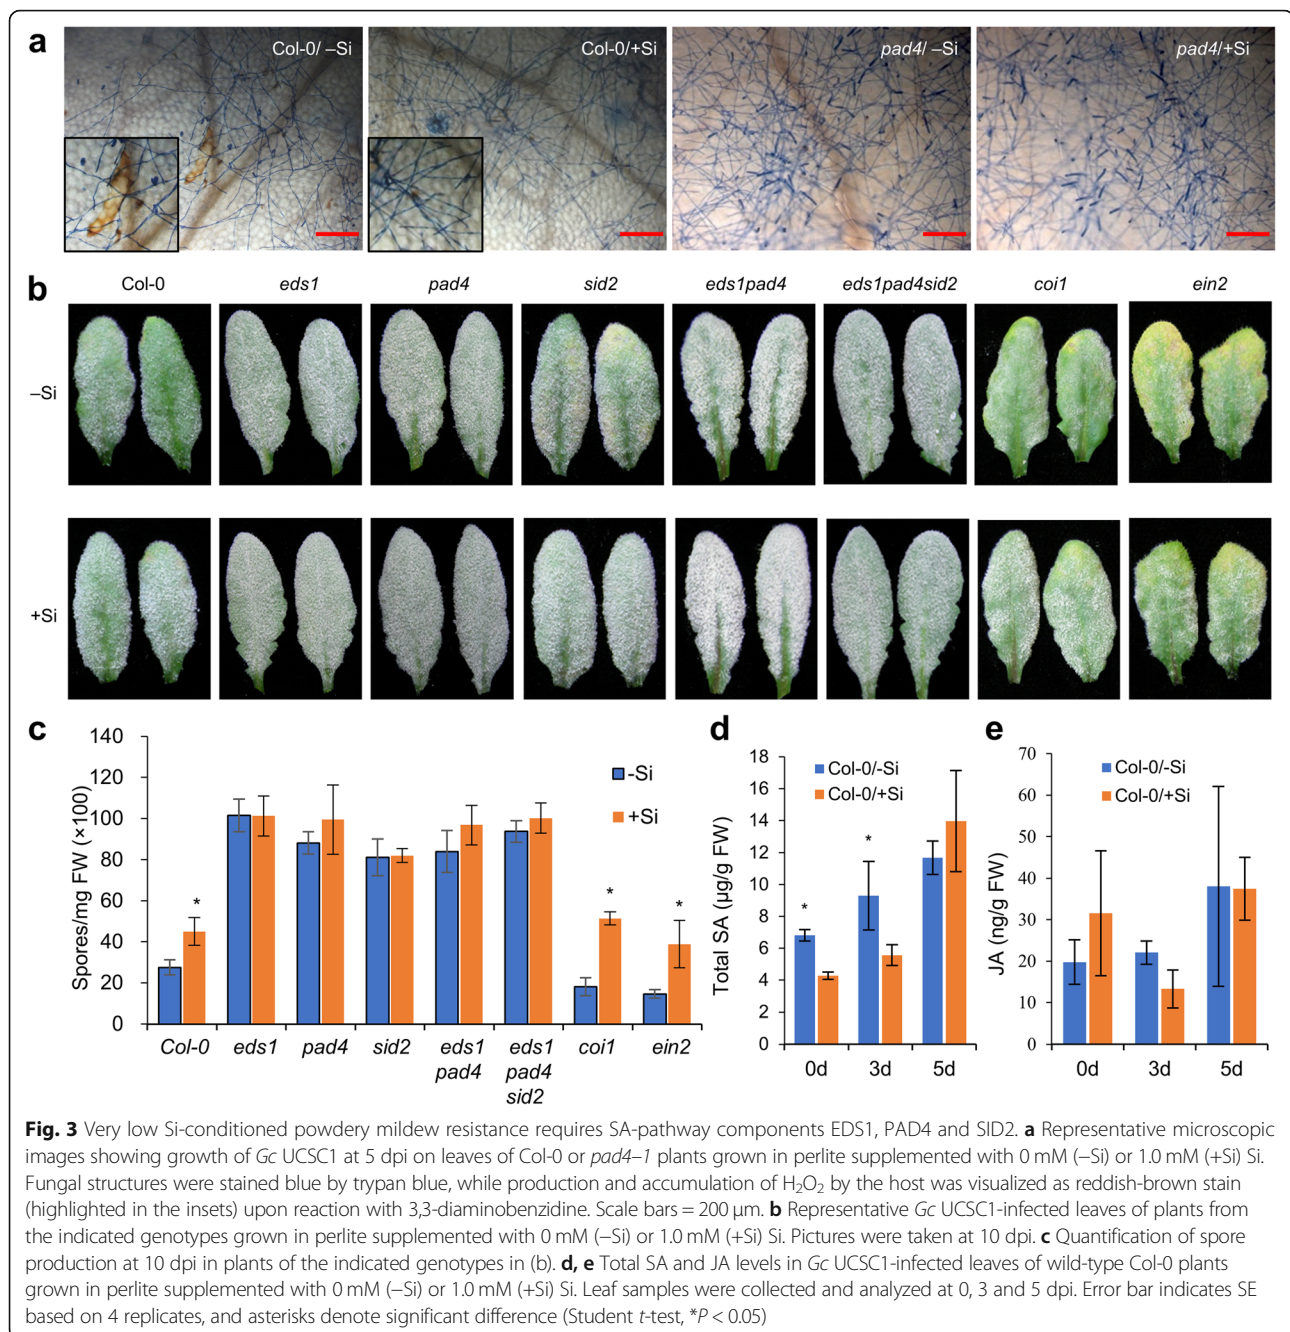 a
Col-0/ –Si
Col-0/+Si
pad4/ –Si
pad4/+Si
b
Col-0
eds1
pad4
sid2
eds1pad4
eds1pad4sid2
coi1
ein2
–Si
+Si
c
140
120
100
80
60
40
20
0
Spores/mg FW (×100)
-Si
+Si
*
*
*
Col-0
eds1
pad4
sid2
eds1
pad4
eds1
pad4
sid2
coi1
ein2
d
18
16
14
12
10
8
6
4
2
0
Total SA (µg/g FW)
Col-0/-Si
Col-0/+Si
*
*
0d
3d
5d
e
70
60
50
40
30
20
10
0
JA (ng/g FW)
Col-0/-Si
Col-0/+Si
0d
3d
5d
Fig. 3 Very low Si-conditioned powdery mildew resistance requires SA-pathway components EDS1, PAD4 and SID2. a Representative microscopic
images showing growth of Gc UCSC1 at 5 dpi on leaves of Col-0 or pad4–1 plants grown in perlite supplemented with 0 mM (−Si) or 1.0 mM (+Si) Si.
Fungal structures were stained blue by trypan blue, while production and accumulation of H₂O₂ by the host was visualized as reddish-brown stain
(highlighted in the insets) upon reaction with 3,3-diaminobenzidine. Scale bars = 200 μm. b Representative Gc UCSC1-infected leaves of plants from
the indicated genotypes grown in perlite supplemented with 0 mM (−Si) or 1.0 mM (+Si) Si. Pictures were taken at 10 dpi. c Quantification of spore
production at 10 dpi in plants of the indicated genotypes in (b). d, e Total SA and JA levels in Gc UCSC1-infected leaves of wild-type Col-0 plants
grown in perlite supplemented with 0 mM (−Si) or 1.0 mM (+Si) Si. Leaf samples were collected and analyzed at 0, 3 and 5 dpi. Error bar indicates SE
based on 4 replicates, and asterisks denote significant difference (Student t-test, *P < 0.05)